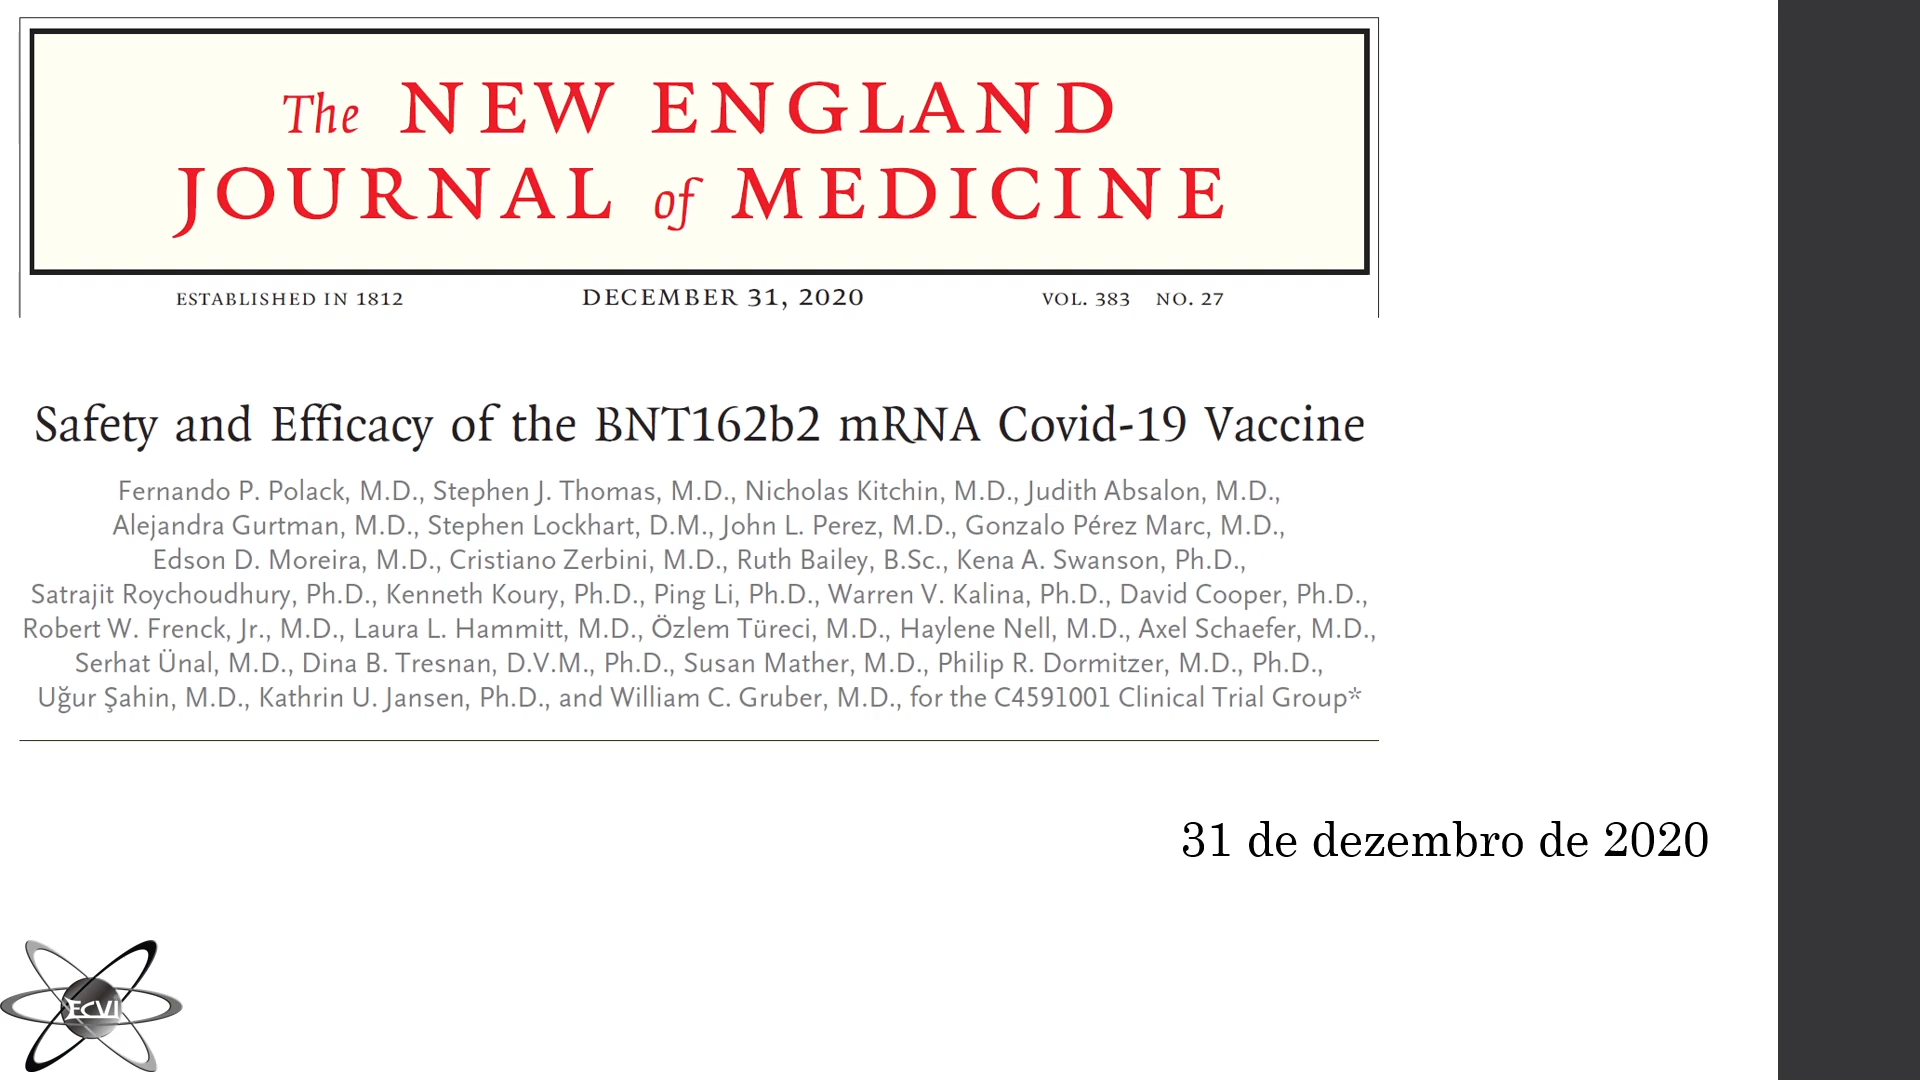 The NEW ENGLAND
JOURNAL of MEDICINE
ESTABLISHED IN 1812 DECEMBER 31, 2020 VOL. 383 NO. 27
Safety and Efficacy of the BNT162b2 mRNA Covid-19 Vaccine
Fernando P. Polack, M.D., Stephen J. Thomas, M.D., Nicholas Kitchin, M.D., Judith Absalon, M.D.,
Alejandra Gurtman, M.D., Stephen Lockhart, D.M., John L. Perez, M.D., Gonzalo Pérez Marc, M.D.,
Edson D. Moreira, M.D., Cristiano Zerbini, M.D., Ruth Bailey, B.Sc., Kena A. Swanson, Ph.D.,
Satrajit Roychoudhury, Ph.D., Kenneth Koury, Ph.D., Ping Li, Ph.D., Warren V. Kalina, Ph.D., David Cooper, Ph.D.,
Robert W. Frenck, Jr., M.D., Laura L. Hammitt, M.D., Özlem Türeci, M.D., Haylene Nell, M.D., Axel Schaefer, M.D.,
Serhat Ünal, M.D., Dina B. Tresnan, D.V.M., Ph.D., Susan Mather, M.D., Philip R. Dormitzer, M.D., Ph.D.,
Uğur Şahin, M.D., Kathrin U. Jansen, Ph.D., and William C. Gruber, M.D., for the C4591001 Clinical Trial Group*
31 de dezembro de 2020
ECVI